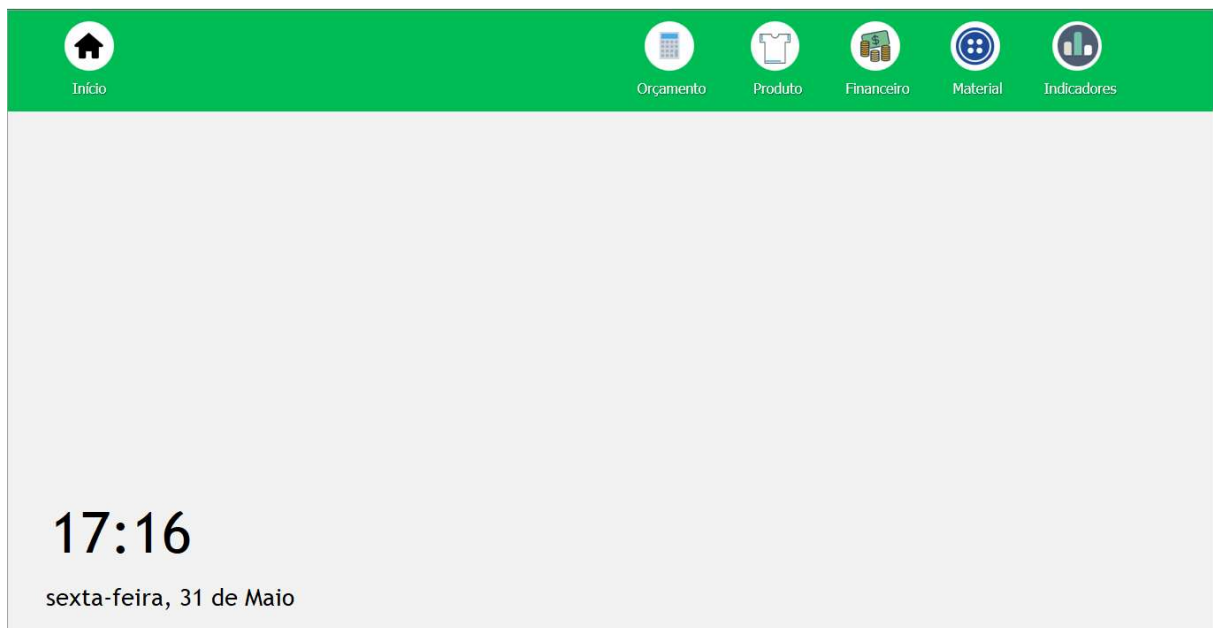 Início
Orçamento Produto Financeiro Material Indicadores
17:16
sexta-feira, 31 de Maio